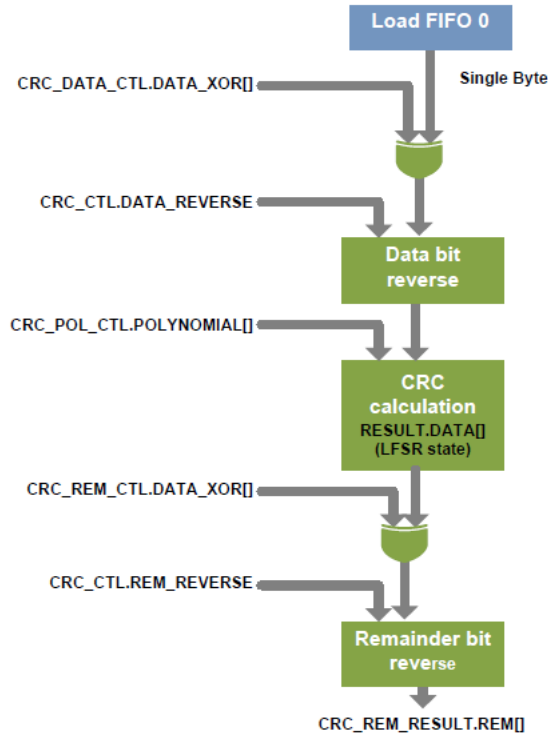 Load FIFO 0
CRC_DATA_CTL.DATA_XOR[]
Single Byte
CRC_CTL.DATA_REVERSE
Data bit
reverse
CRC_POL_CTL.POLYNOMIAL[]
CRC
calculation
RESULT.DATA[]
(LFSR state)
CRC_REM_CTL.DATA_XOR[]
CRC_CTL.REM_REVERSE
Remainder bit
reverse
CRC_REM_RESULT.REM[]